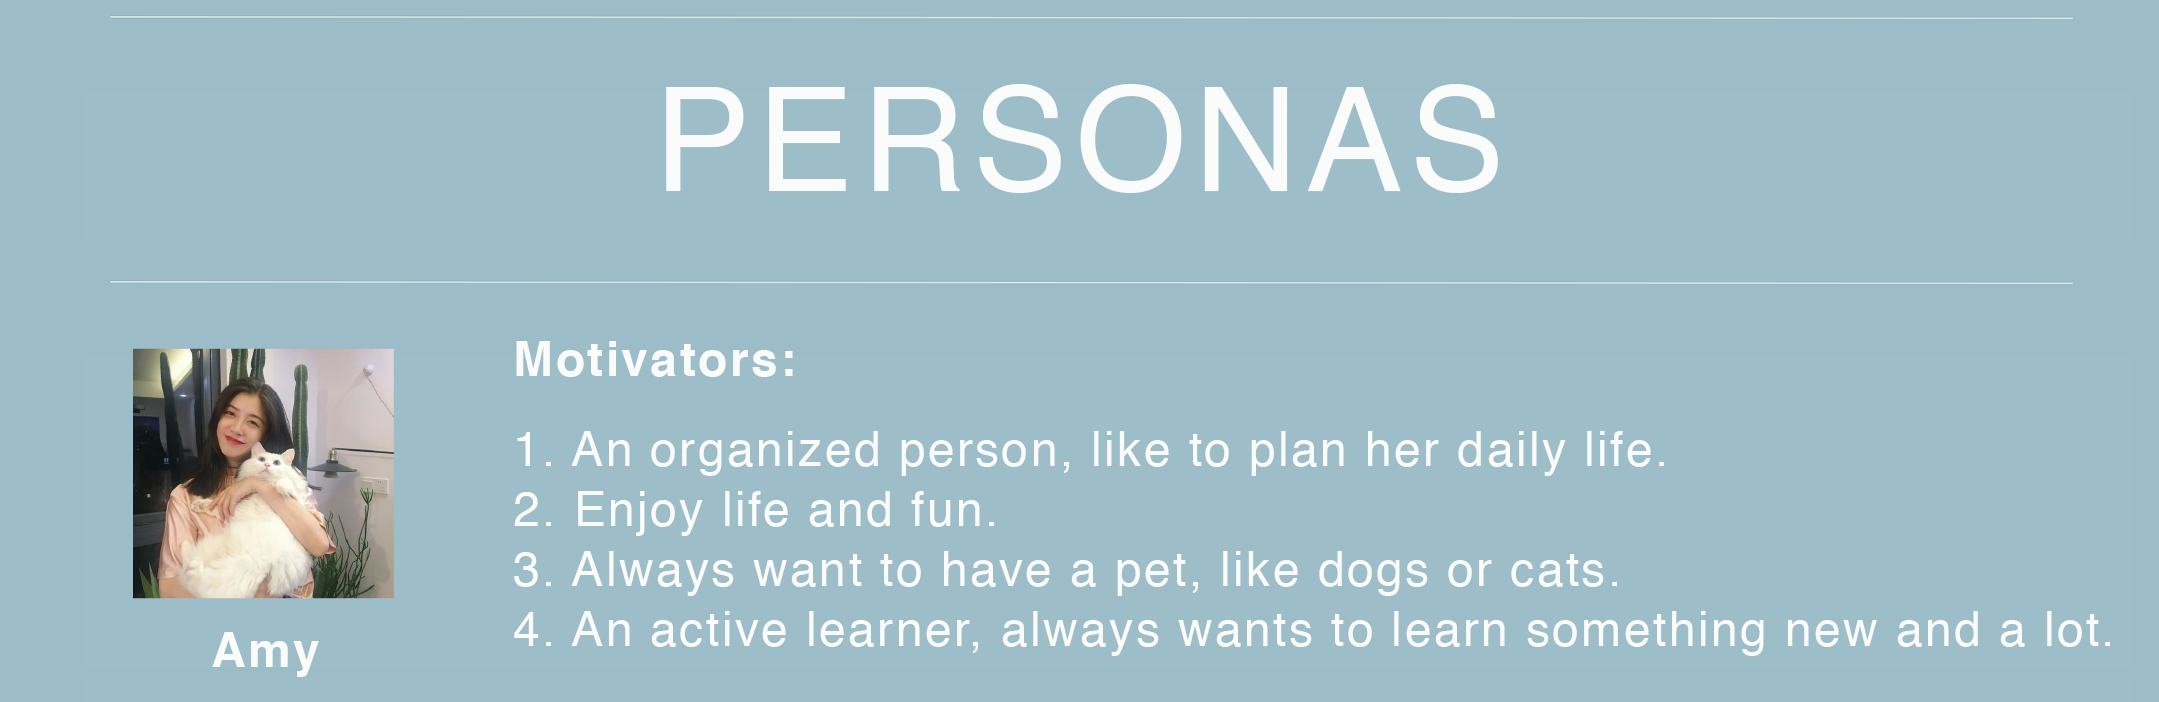 PERSONAS
Motivators:
1. An organized person, like to plan her daily life.
2. Enjoy life and fun.
3. Always want to have a pet, like dogs or cats.
4. An active learner, always wants to learn something new and a lot.
Amy